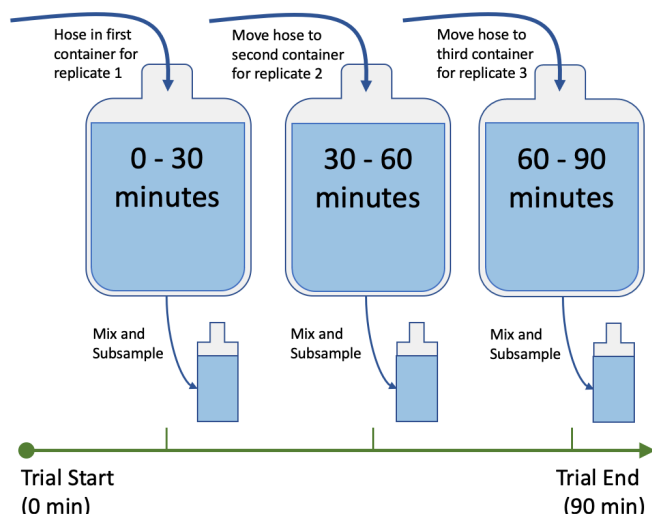 Hose in first
container for
replicate 1
Move hose to
second container
for replicate 2
Move hose to
third container
for replicate 3
0 - 30
minutes
30 - 60
minutes
60 - 90
minutes
Mix and
Subsample
Mix and
Subsample
Mix and
Subsample
Trial Start
(0 min)
Trial End
(90 min)